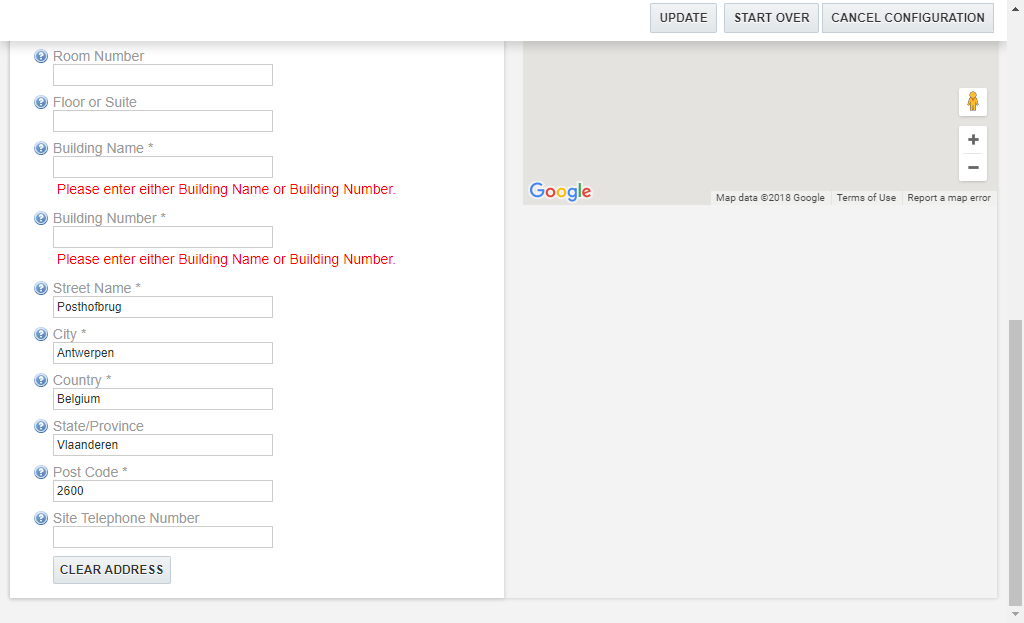 UPDATE START OVER CANCEL CONFIGURATION
Room Number
Floor or Suite
Building Name *
Please enter either Building Name or Building Number.
Building Number *
Please enter either Building Name or Building Number.
Street Name *
Posthofbrug
City *
Antwerpen
Country *
Belgium
State/Province
Vlaanderen
Post Code *
2600
Site Telephone Number
CLEAR ADDRESS
Google
Map data ©2018 Google Terms of Use Report a map error